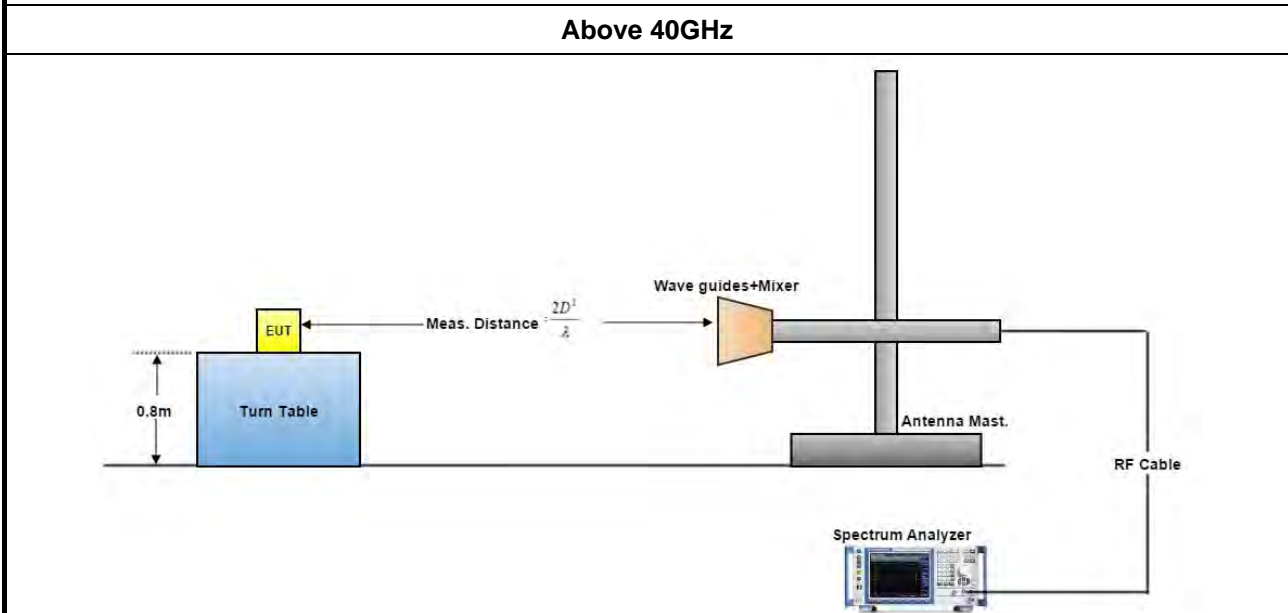 Above 40GHz
Wave guides+Mixer
EUT
Meas. Distance : 2D²/λ
0.8m
Turn Table
Antenna Mast.
RF Cable
Spectrum Analyzer